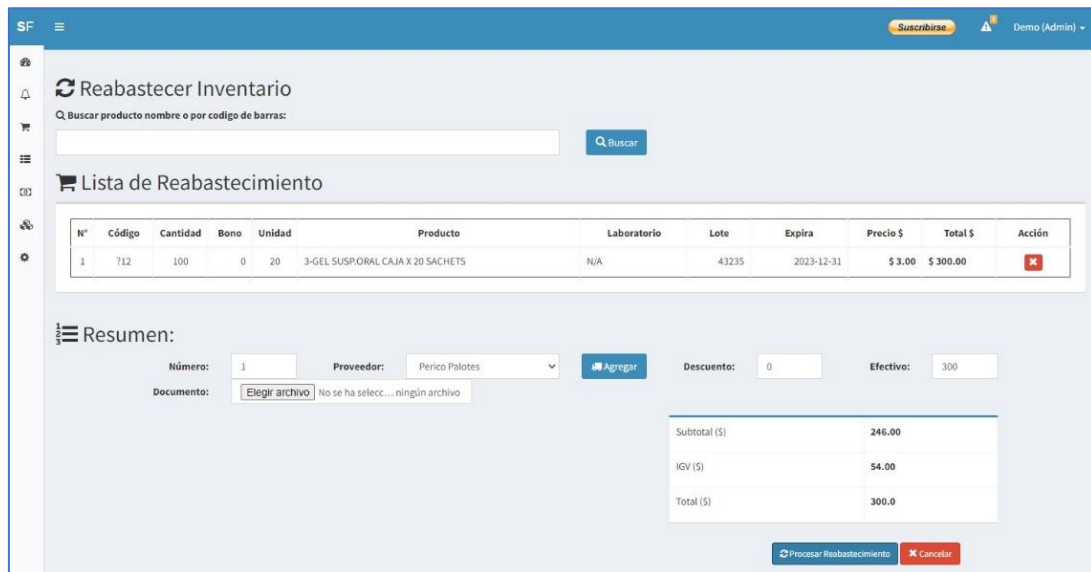 SF
Suscribirse
Demo (Admin)
Reabastecer Inventario
Buscar producto nombre o por codigo de barras:
Buscar
Lista de Reabastecimiento
N° Código Cantidad Bono Unidad Producto Laboratorio Lote Expira Precio $ Total $ Acción
1 ?12 100 0 20 3-GEL SUSP.ORAL CAJA X 20 SACHETS N/A 43235 2023-12-31 $ 3.00 $ 300.00
Resumen:
Número: 1 Proveedor: Perico Palotes Agregar Descuento: 0 Efectivo: 300
Documento: Elegir archivo No se ha selecc... ningún archivo
Subtotal ($) 246.00
IGV ($) 54.00
Total ($) 300.0
Procesar Reabastecimiento Cancelar